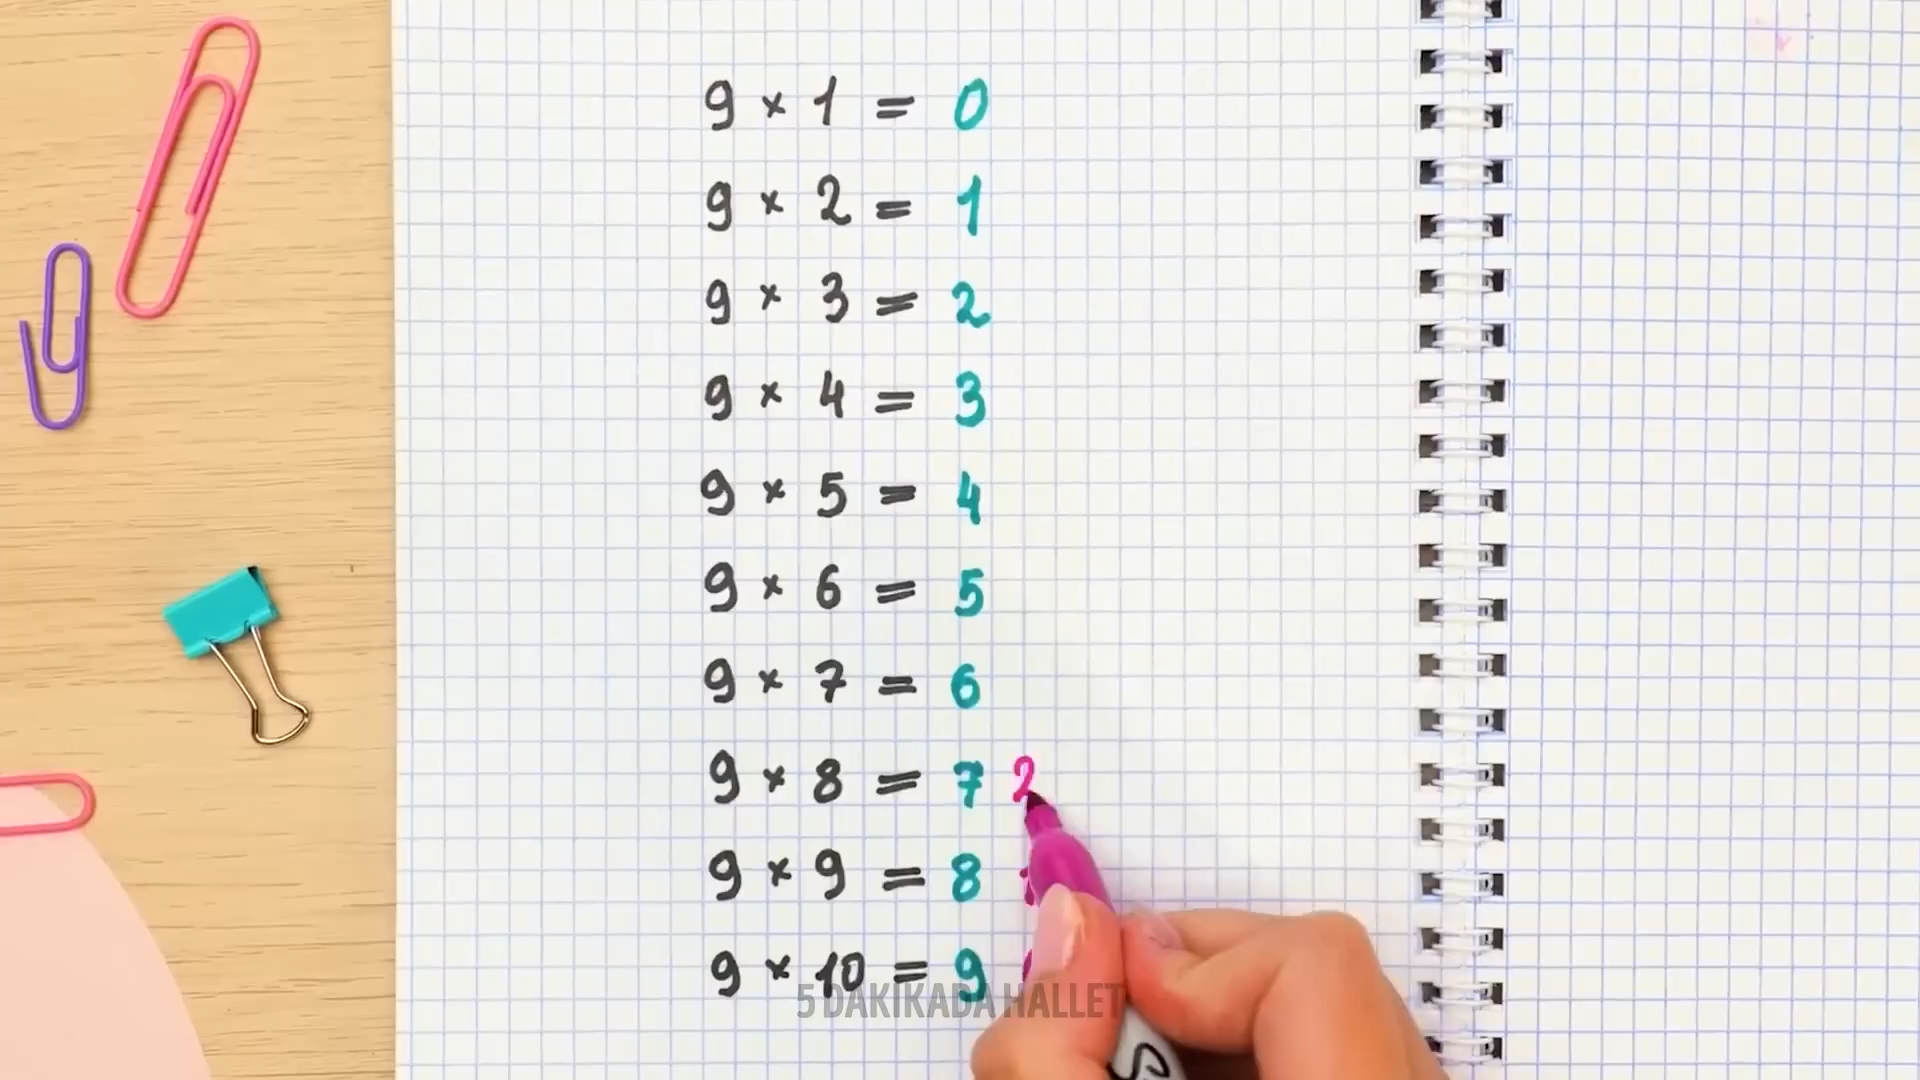 9 × 1 = 0
9 × 2 = 1
9 × 3 = 2
9 × 4 = 3
9 × 5 = 4
9 × 6 = 5
9 × 7 = 6
9 × 8 = 7 2
9 × 9 = 8
9 × 10 = 9
5 DAKIKADA HALLET